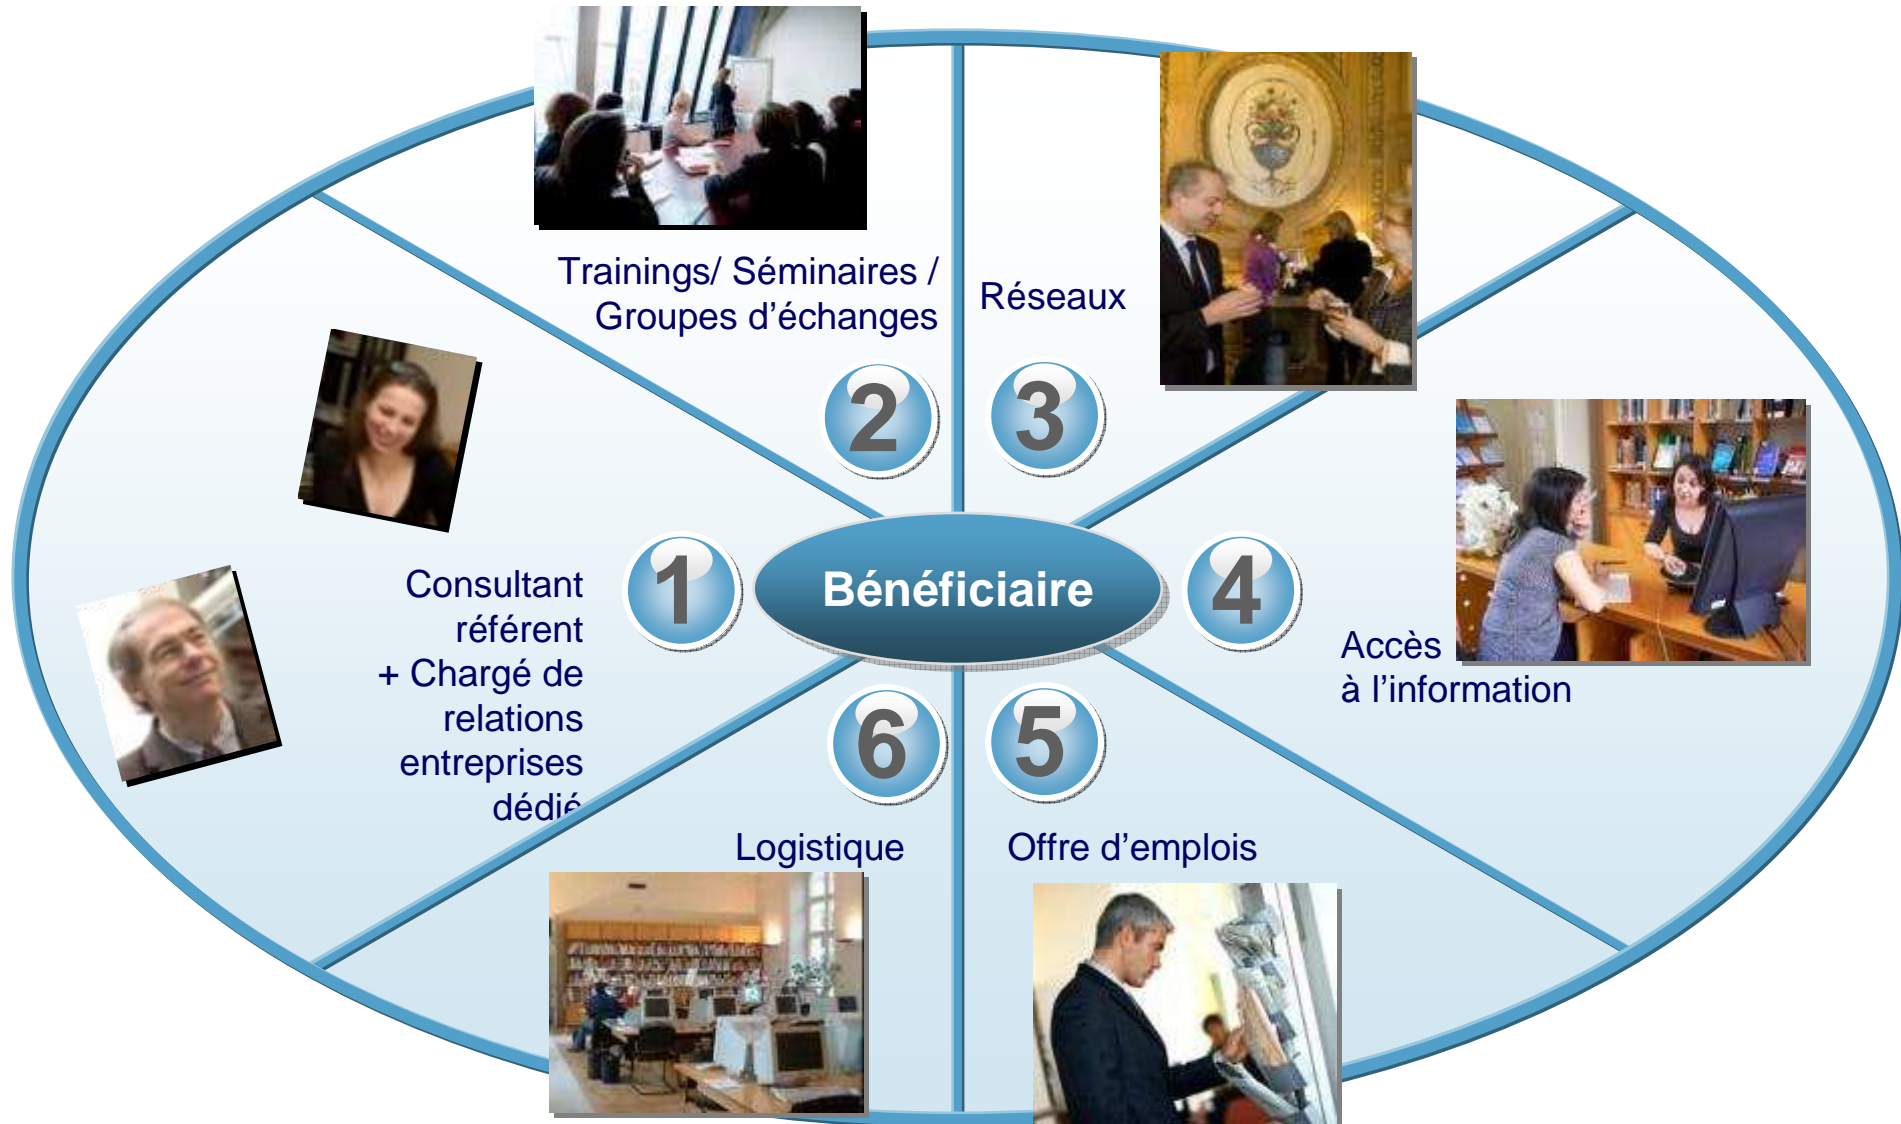 Trainings/ Séminaires /
Groupes d’échanges
2
Réseaux
3
1
Consultant
référent
+ Chargé de
relations
entreprises
dédié
Bénéficiaire
4
Accès
à l’information
6
Logistique
5
Offre d’emplois